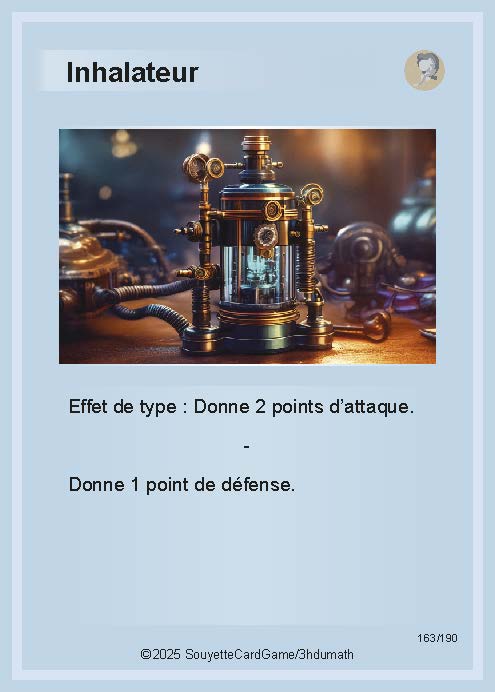 Inhalateur
Effet de type : Donne 2 points d’attaque.
-
Donne 1 point de défense.
163/190
©2025 SouyetteCardGame/3hdumath